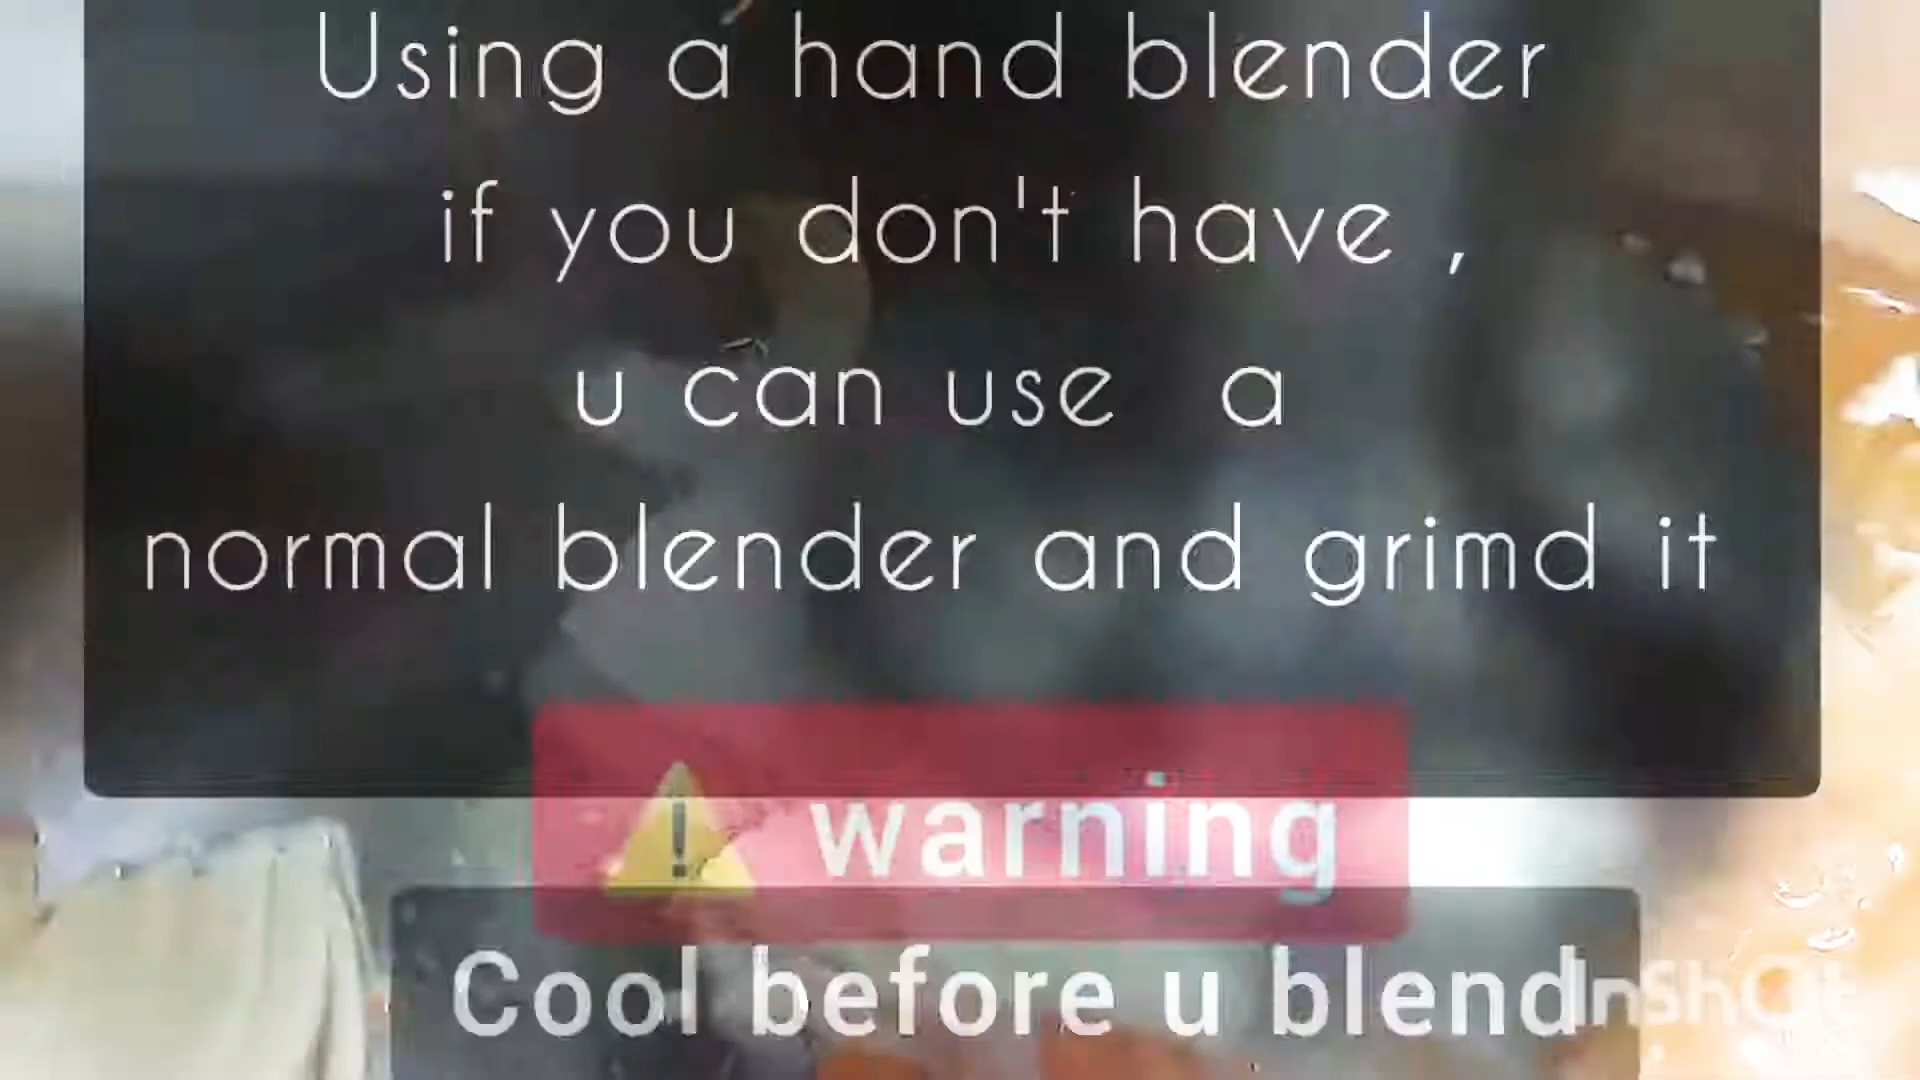 Using a hand blender
if you don't have ,
u can use a
normal blender and grimd it
⚠ warning
Cool before u blend
InShOt